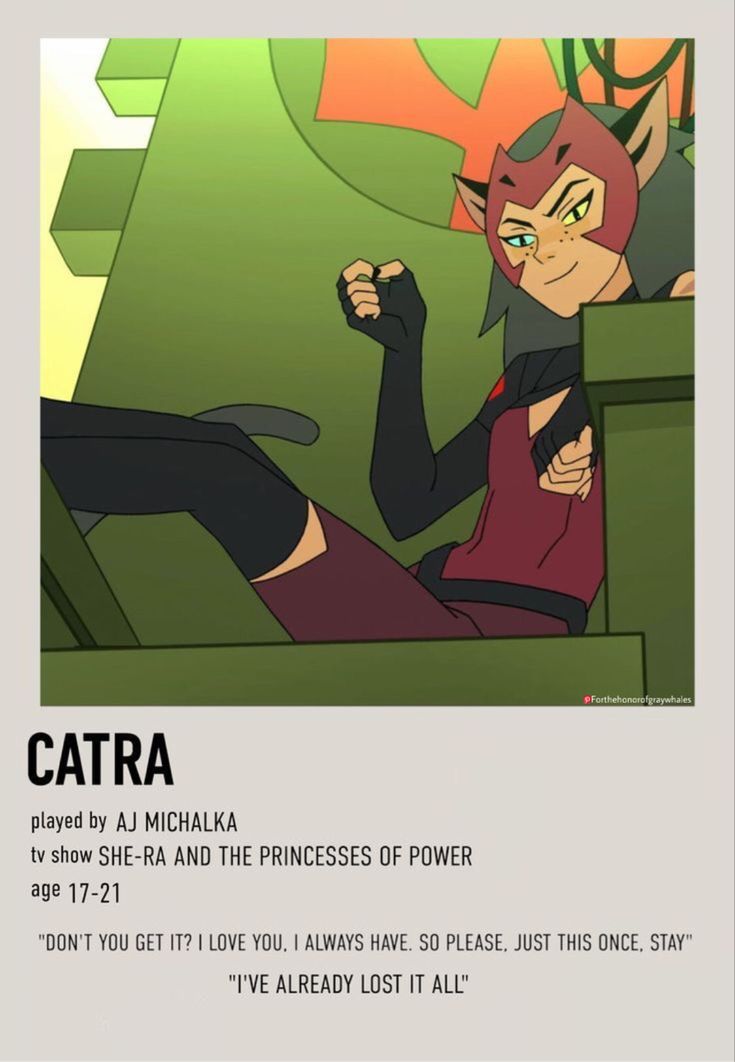 Forthehonorofgraywhales
CATRA
played by AJ MICHALKA
tv show SHE-RA AND THE PRINCESSES OF POWER
age 17-21
"DON'T YOU GET IT? I LOVE YOU, I ALWAYS HAVE. SO PLEASE, JUST THIS ONCE, STAY"
"I'VE ALREADY LOST IT ALL"